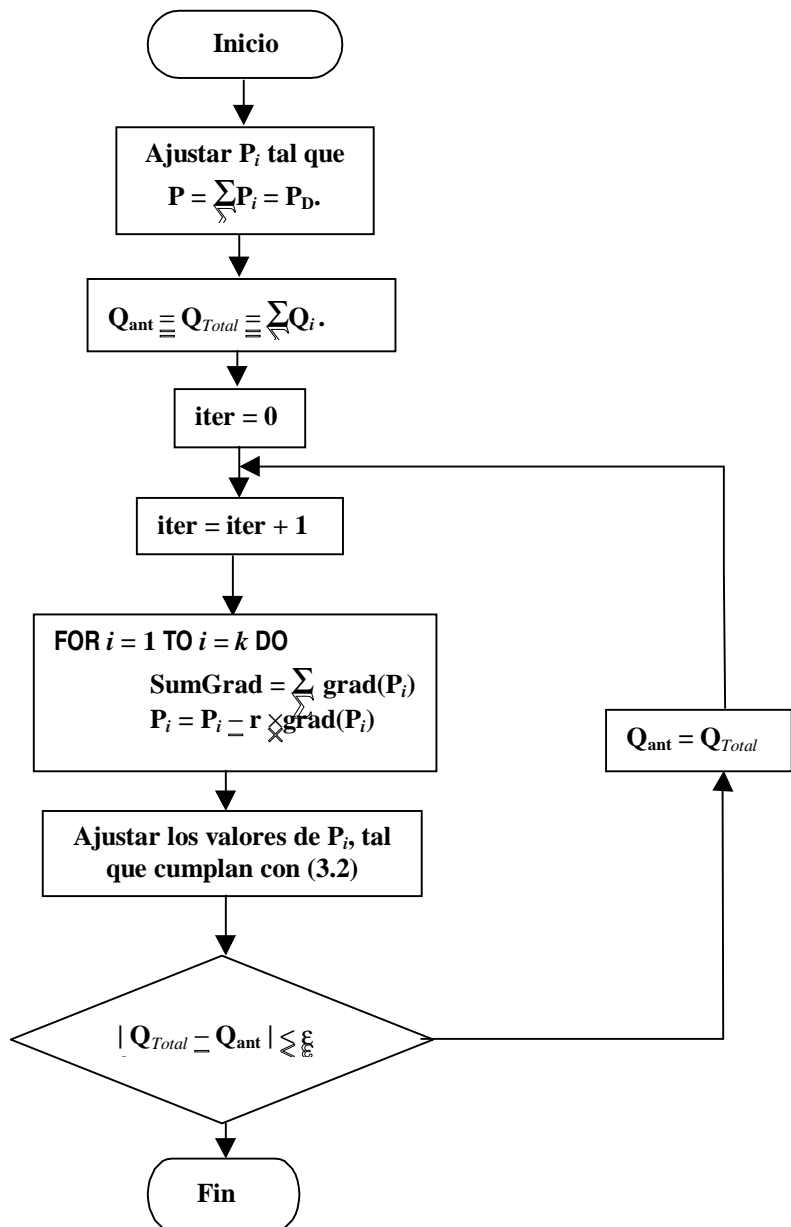 Inicio
Ajustar Pi tal que
P = ∑Pi = PD.
Qant = QTotal = ∑Qi .
iter = 0
iter = iter + 1
FOR i = 1 TO i = k DO
SumGrad = ∑ grad(Pi)
Pi = Pi – r ×grad(Pi)
Ajustar los valores de Pi, tal
que cumplan con (3.2)
| QTotal – Qant | ≤ ε
Qant = QTotal
Fin